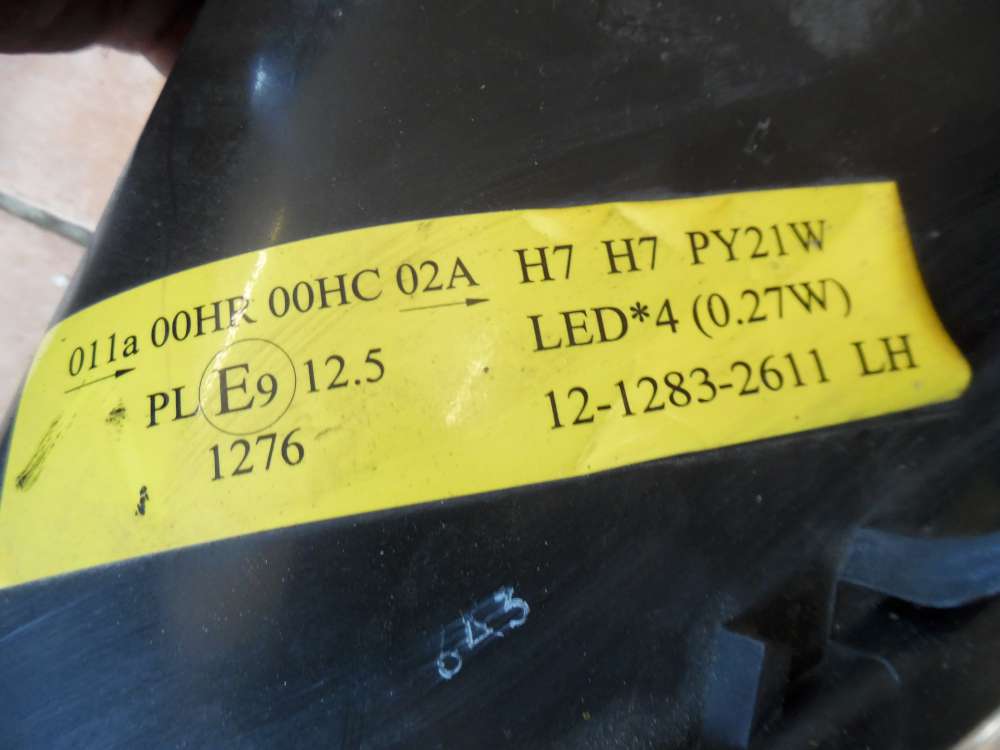 011a 00HR 00HC 02A H7 H7 PY21W
LED*4 (0.27W)
PL E9 12.5
12-1283-2611 LH
1276